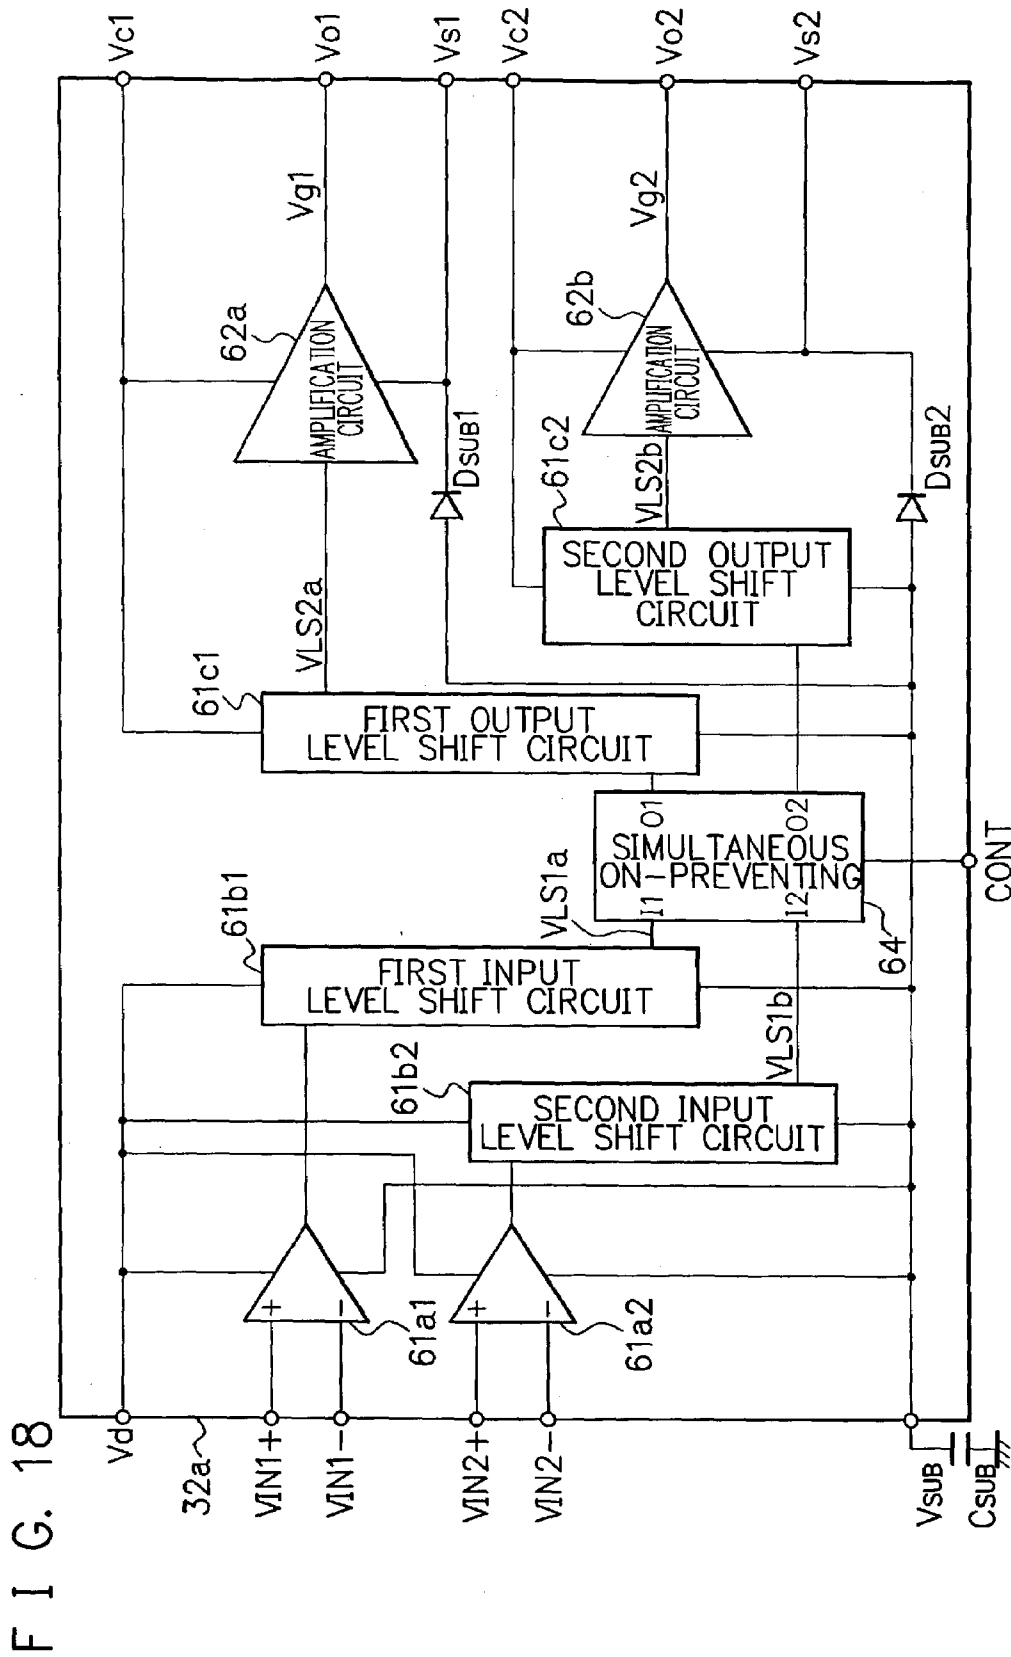 F I G. 18
32a
Vd
VIN1+
VIN1-
VIN2+
VIN2-
VSUB
CSUB
61a1
61a2
61b1
FIRST INPUT
LEVEL SHIFT CIRCUIT
61b2
SECOND INPUT
LEVEL SHIFT CIRCUIT
VLS1a
VLS1b
I1
O1
SIMULTANEOUS
ON-PREVENTING
I2
O2
64
CONT
61c1
FIRST OUTPUT
LEVEL SHIFT CIRCUIT
VLS2a
61c2
SECOND OUTPUT
LEVEL SHIFT
CIRCUIT
VLS2b
DSUB1
DSUB2
62a
AMPLIFICATION
CIRCUIT
62b
AMPLIFICATION
CIRCUIT
Vg1
Vg2
Vc1
Vo1
Vs1
Vc2
Vo2
Vs2